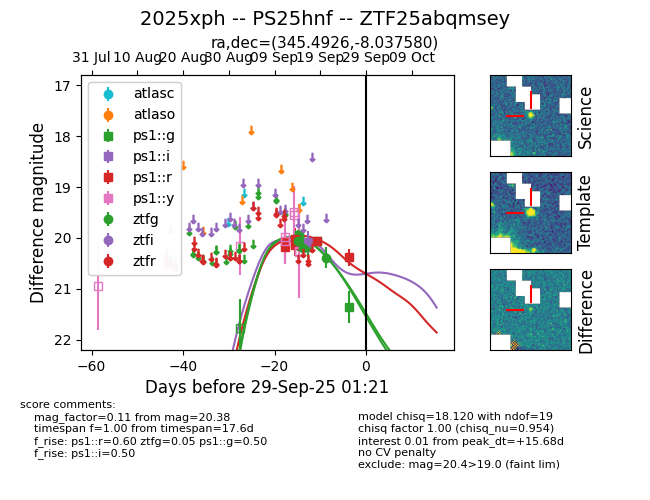 2025xph -- PS25hnf -- ZTF25abqmsey
ra,dec=(345.4926,-8.037580)
31 Jul 10 Aug 20 Aug 30 Aug 09 Sep 19 Sep 29 Sep 09 Oct
17
18
19
20
21
22
Difference magnitude
atlasc
atlaso
ps1::g
ps1::i
ps1::r
ps1::y
ztfg
ztfi
ztfr
−60
−40
−20
0
Days before 29-Sep-25 01:21
Science
Template
Difference
score comments:
mag_factor=0.11 from mag=20.38
timespan f=1.00 from timespan=17.6d
f_rise: ps1::r=0.60 ztfg=0.05 ps1::g=0.50
f_rise: ps1::i=0.50
model chisq=18.120 with ndof=19
chisq factor 1.00 (chisq_nu=0.954)
interest 0.01 from peak_dt=+15.68d
no CV penalty
exclude: mag=20.4>19.0 (faint lim)